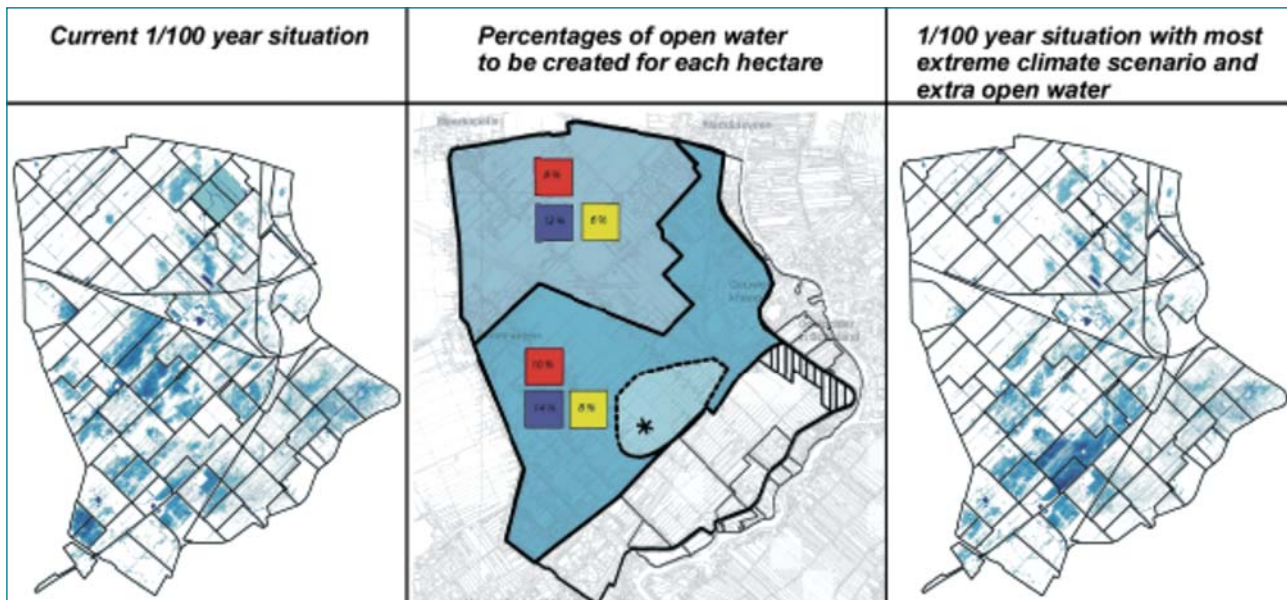 Current 1/100 year situation
Percentages of open water
to be created for each hectare
1/100 year situation with most
extreme climate scenario and
extra open water
12%
6%
10%
14%
8%
*